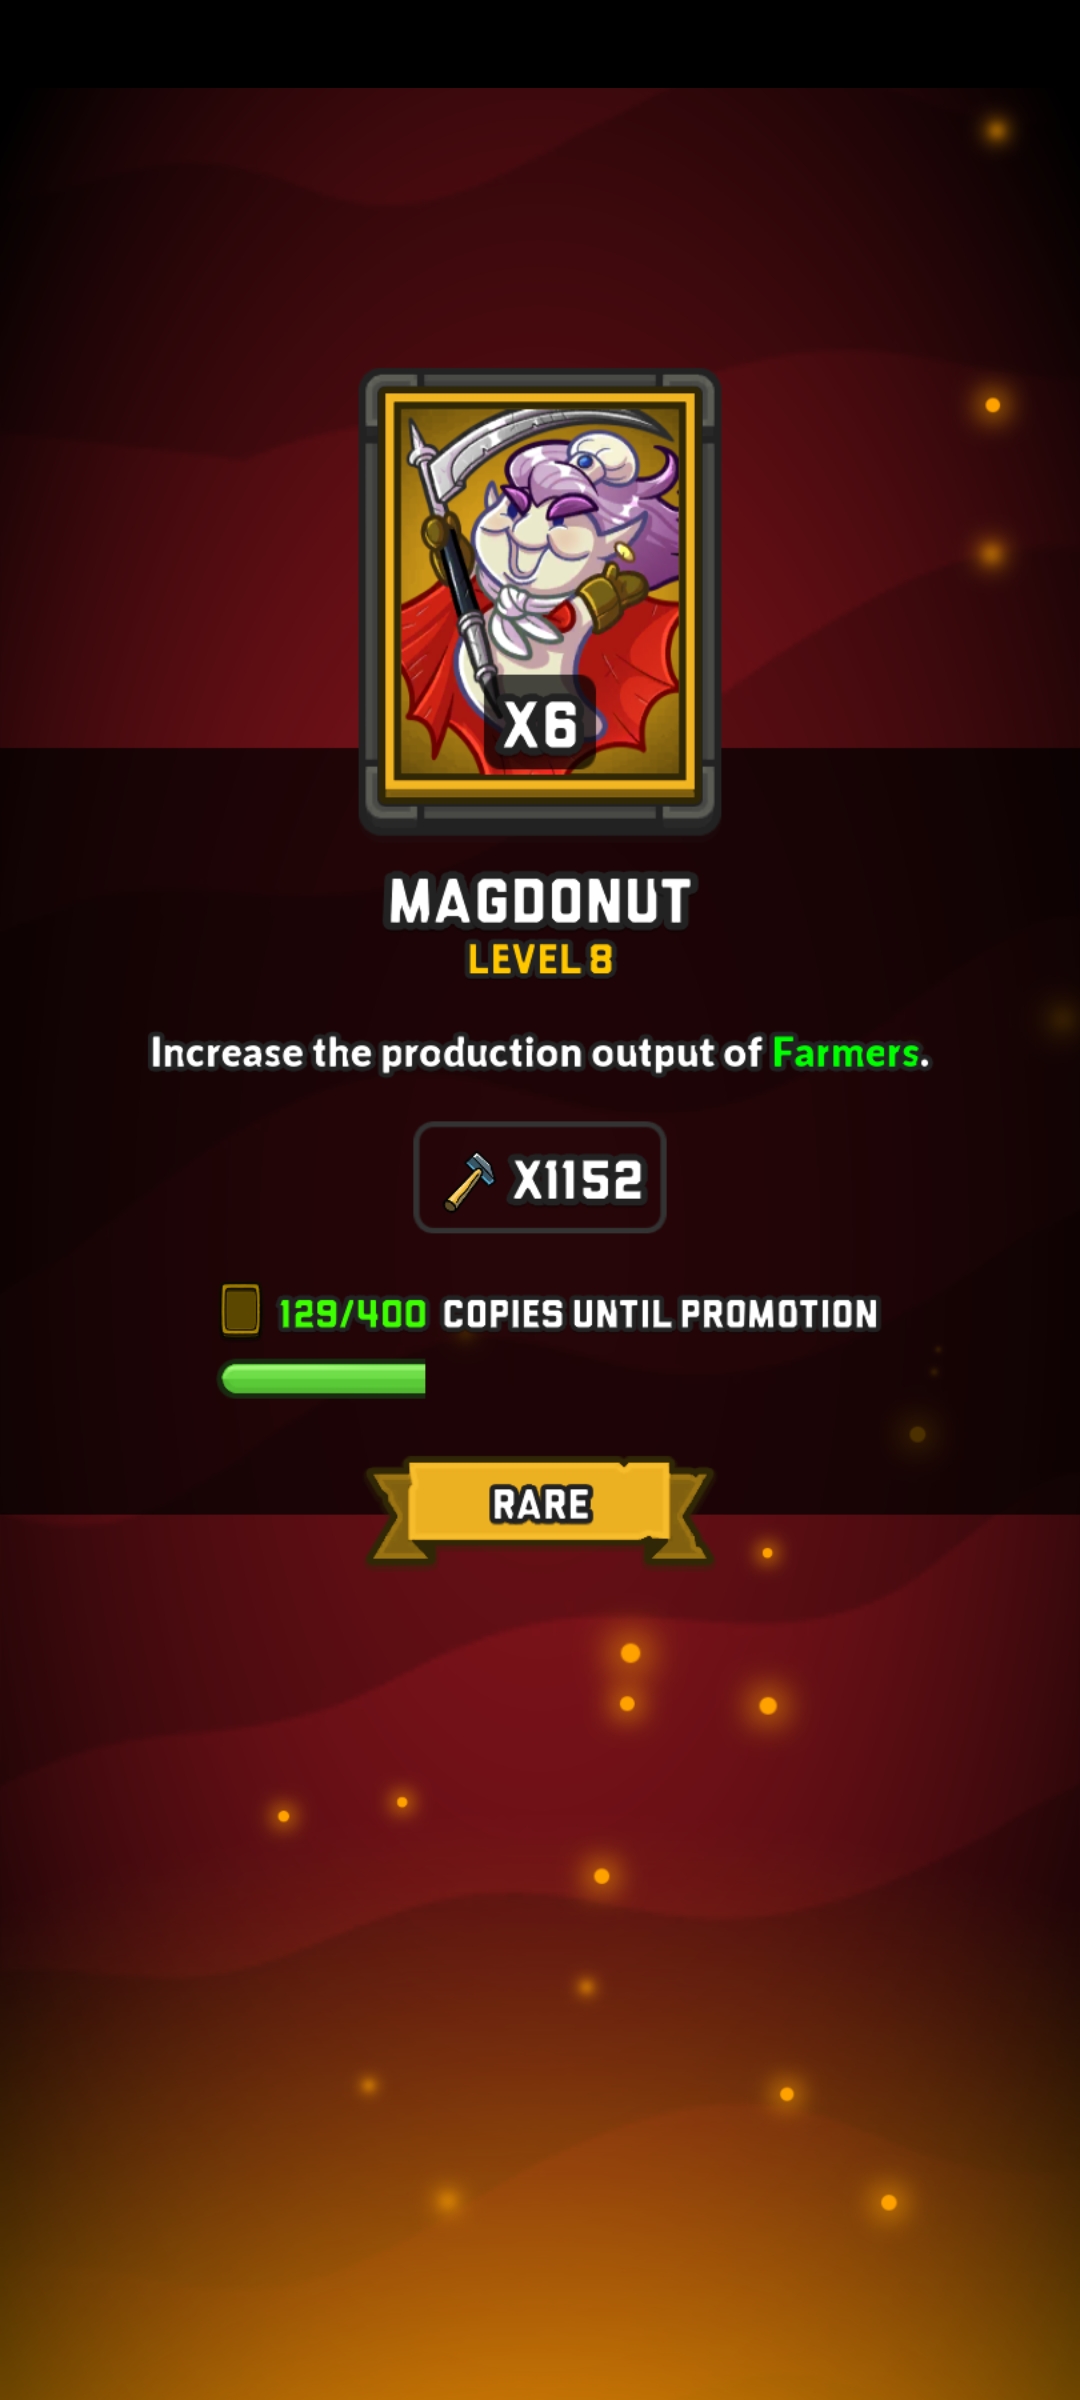 X6
MAGDONUT
LEVEL 8
Increase the production output of Farmers.
X1152
129/400 COPIES UNTIL PROMOTION
RARE